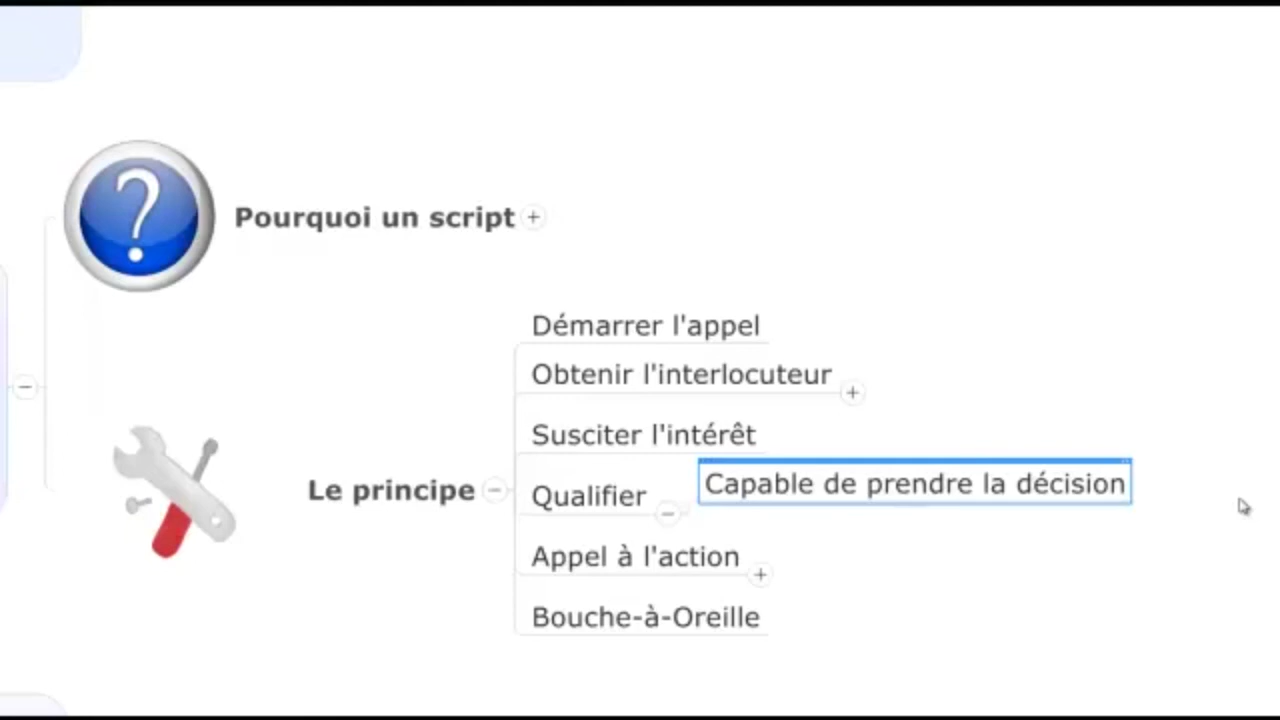 Pourquoi un script
Démarrer l'appel
Obtenir l'interlocuteur
Susciter l'intérêt
Le principe
Qualifier
Capable de prendre la décision
Appel à l'action
Bouche-à-Oreille